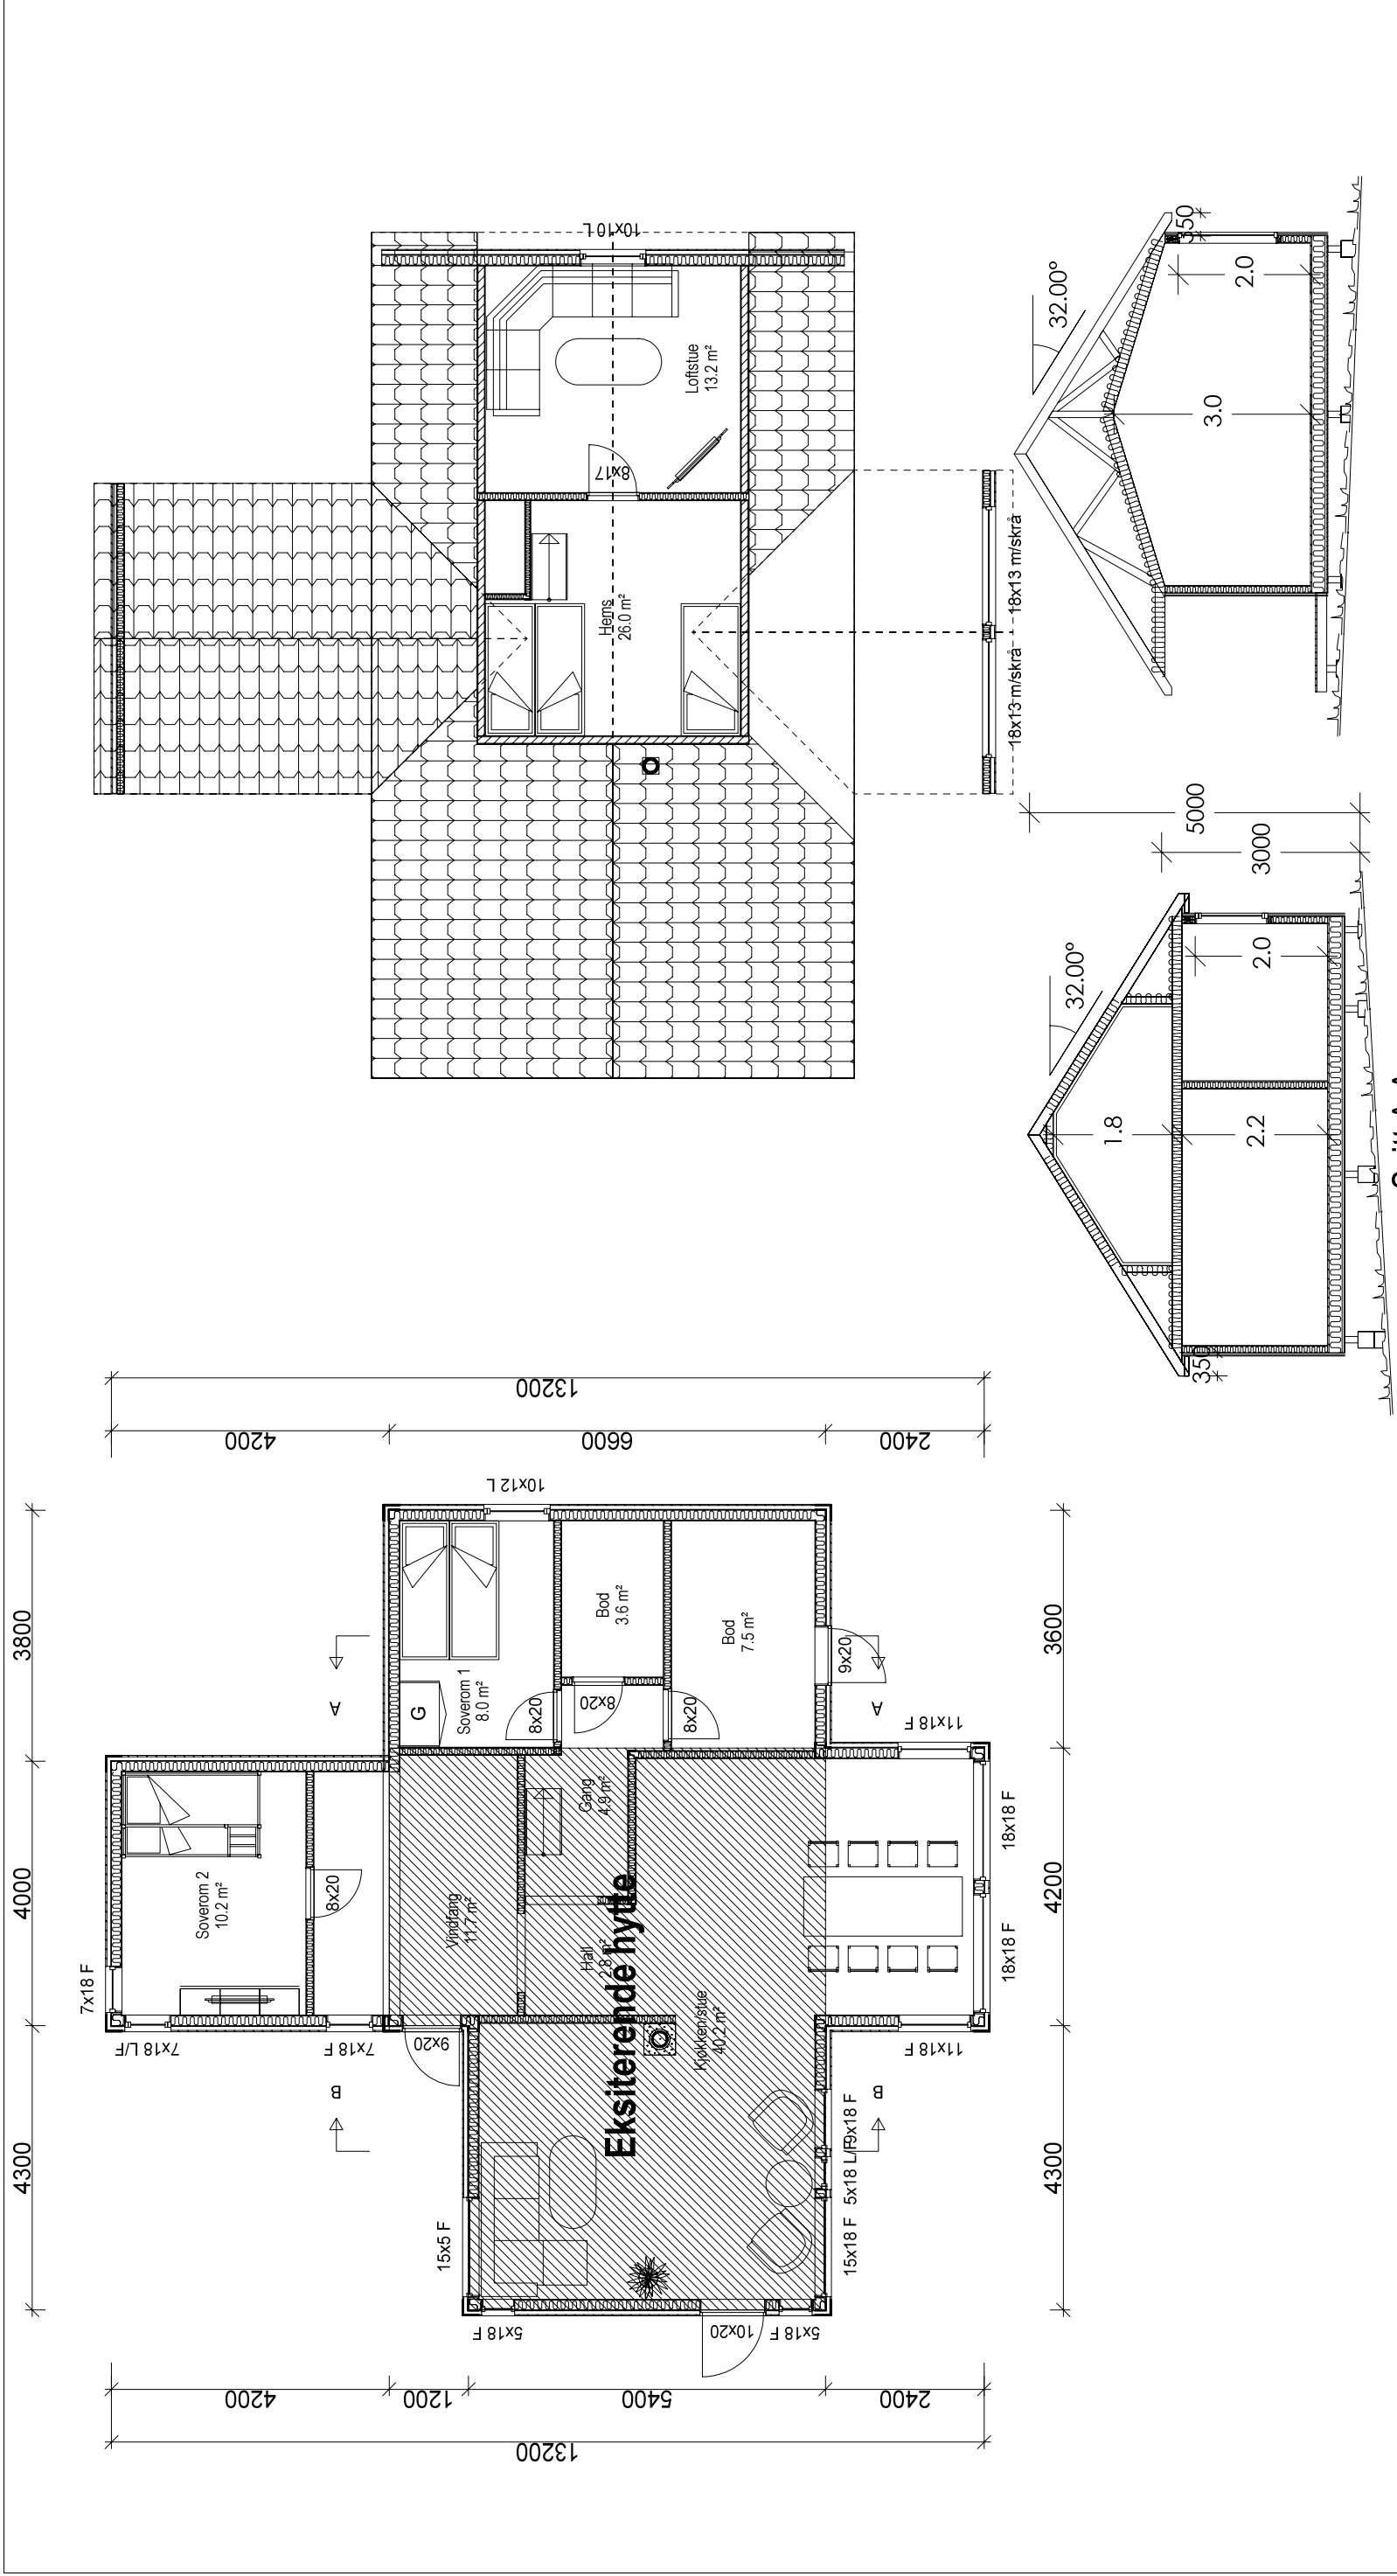 13200
4200
6600
2400
3800
4000
4300
10x12 L
Soverom 1
8.0 m²
G
8x20
Bod
3.6 m²
8x20
Bod
7.5 m²
8x20
9x20
A
A
Soverom 2
10.2 m²
8x20
7x18 F
7x18 L/F
7x18 F
Vindfang
11.7 m²
Gang
4.9 m²
Hall
2.8 m²
Eksiterende hytte
Kjøkken/stue
40.2 m²
9x20
B
B
11x18 F
18x18 F
18x18 F
11x18 F
9x18 F
5x18 L/F
15x18 F
15x5 F
5x18 F
10x20
5x18 F
3600
4200
4300
4200
1200
5400
2400
13200
10x10 L
Loftstue
13.2 m²
8x17
Hems
26.0 m²
18x13 m/skrå
18x13 m/skrå
32.00°
1.8
2.2
2.0
350
5000
3000
32.00°
3.0
2.0
350